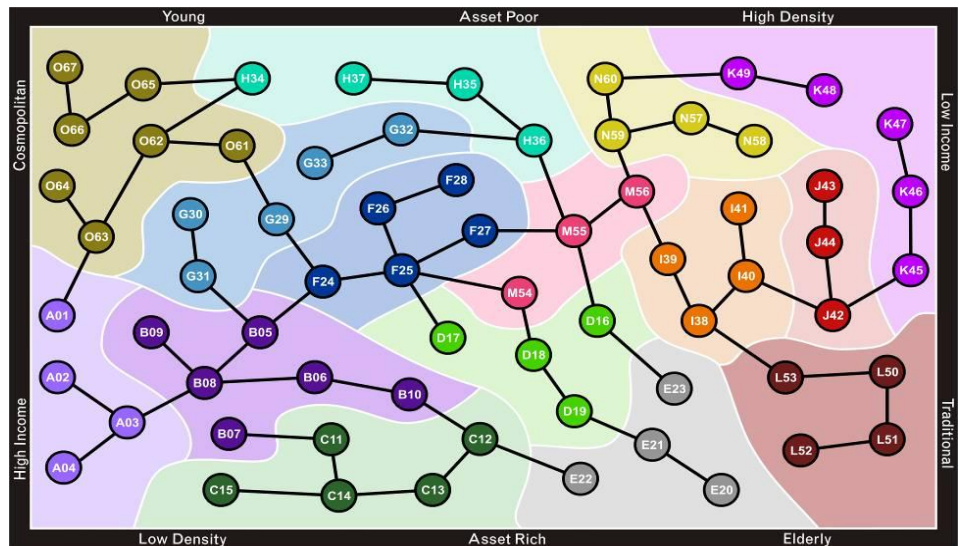 Young Asset Poor High Density
Cosmopolitan
High Income
Low Income
Traditional
O67 O65 H34 H37 H35 N60 K49 K48
O66 O62 O61 G32 G33 H36 N59 N57 N58 K47
O64 O63 G30 G29 F28 F26 F27 M55 M56 I41 J43 K46
G31 F24 F25 I39 I40 J44 K45
A01 B09 B05 M54 D17 D16 I38 J42
A02 B08 B06 B10 D18 E23 L53 L50
A03 B07 C11 C12 D19 E21 L52 L51
A04 C15 C14 C13 E22 E20
Low Density Asset Rich Elderly